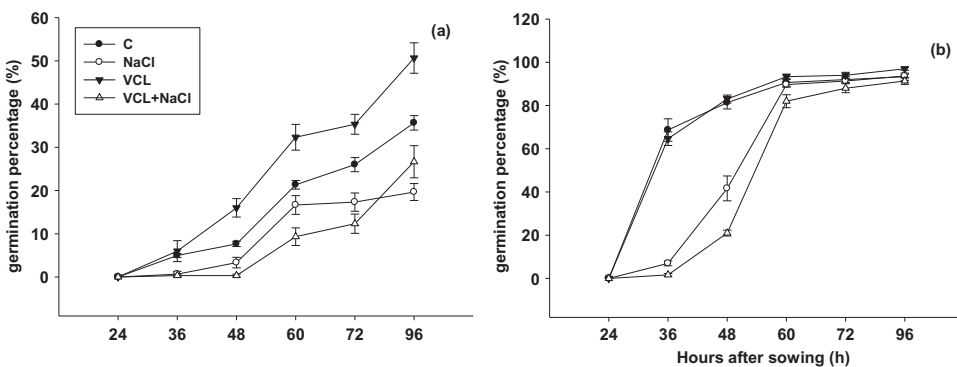 (a)
C
NaCl
VCL
VCL+NaCl
germination percentage (%)
60
50
40
30
20
10
0
24 36 48 60 72 96
(b)
germination percentage (%)
120
100
80
60
40
20
0
24 36 48 60 72 96
Hours after sowing (h)